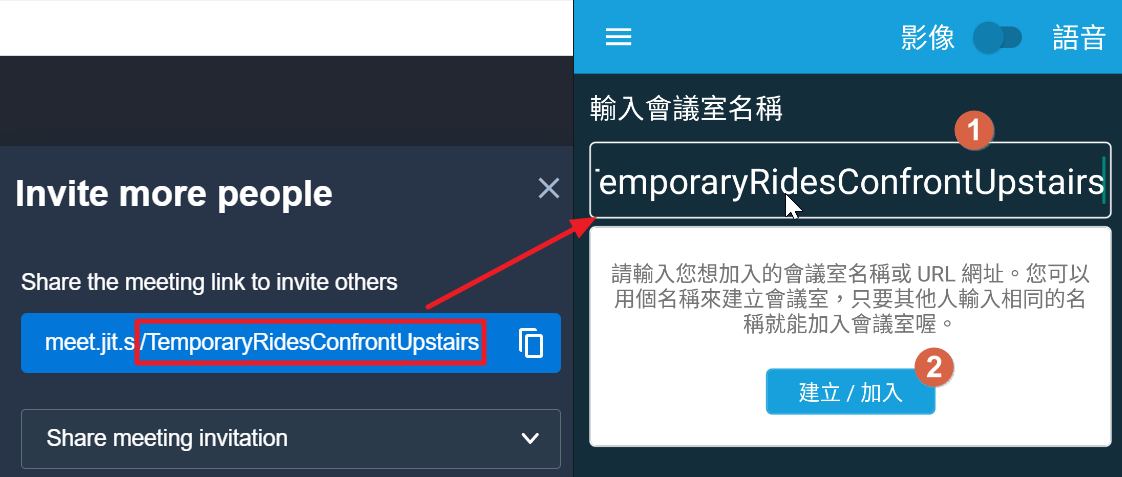 Invite more people
Share the meeting link to invite others
meet.jit.s/TemporaryRidesConfrontUpstairs
Share meeting invitation
影像 語音
輸入會議室名稱
1
TemporaryRidesConfrontUpstairs
請輸入您想加入的會議室名稱或 URL 網址。您可以
用個名稱來建立會議室，只要其他人輸入相同的名
稱就能加入會議室喔。
2
建立 / 加入